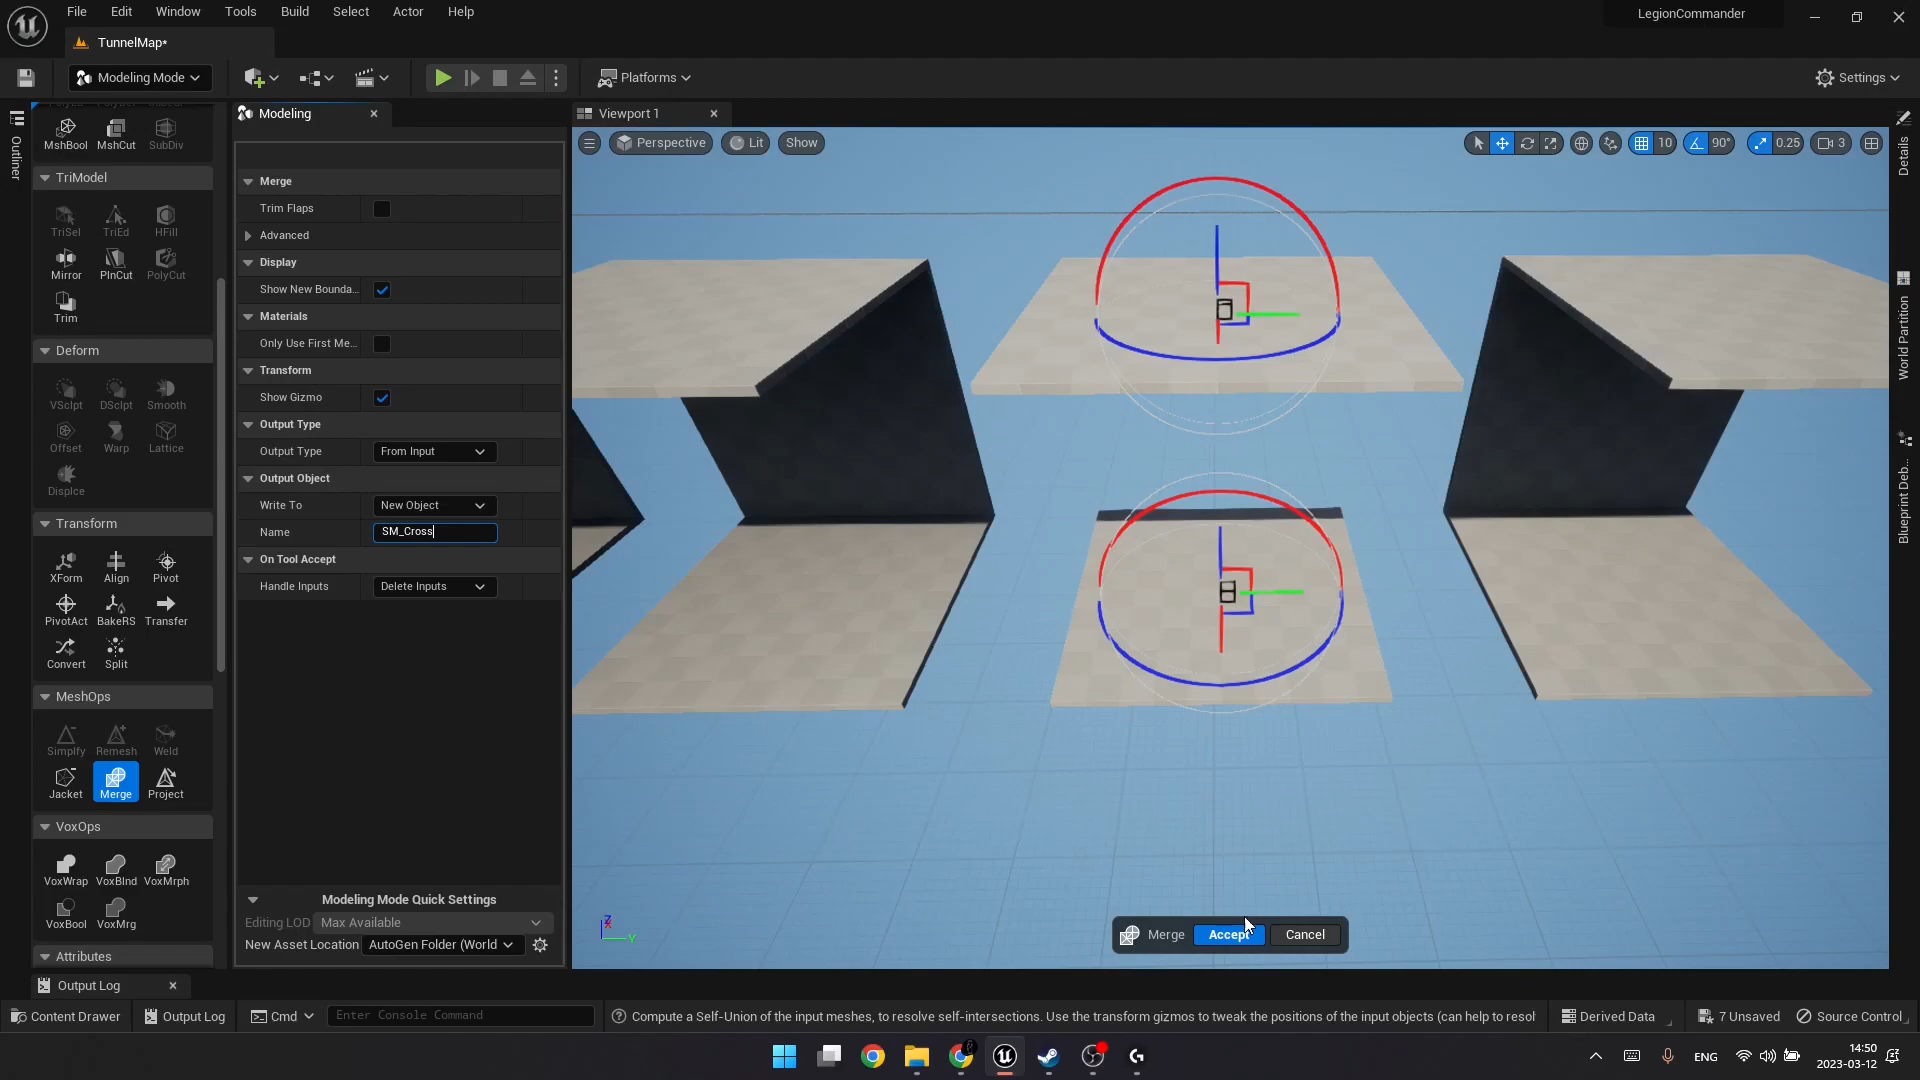 File Edit Window Tools Build Select Actor Help
LegionCommander
TunnelMap*
Modeling Mode
Platforms
Settings
Outliner
MshBool MshCut SubDiv
TriModel
TriSel TriEd HFill
Mirror PlnCut PolyCut
Trim
Deform
VSclpt DSclpt Smooth
Offset Warp Lattice
Displce
Transform
XForm Align Pivot
PivotAct BakeRS Transfer
Convert Split
MeshOps
Simplfy Remesh Weld
Jacket Merge Project
VoxOps
VoxWrap VoxBlnd VoxMrph
VoxBool VoxMrg
Attributes
Modeling
Merge
Trim Flaps
Advanced
Display
Show New Bounda...
Materials
Only Use First Me...
Transform
Show Gizmo
Output Type
Output Type From Input
Output Object
Write To New Object
Name SM_Cross
On Tool Accept
Handle Inputs Delete Inputs
Modeling Mode Quick Settings
Editing LOD Max Available
New Asset Location AutoGen Folder (World
Viewport 1
Perspective Lit Show
10 90° 0.25 3
Z
X
Y
Merge Accept Cancel
Details
World Partition
Blueprint Deb...
Output Log
Content Drawer Output Log Cmd Enter Console Command
Compute a Self-Union of the input meshes, to resolve self-intersections. Use the transform gizmos to tweak the positions of the input objects (can help to resol
Derived Data 7 Unsaved Source Control
ENG
14:50
2023-03-12